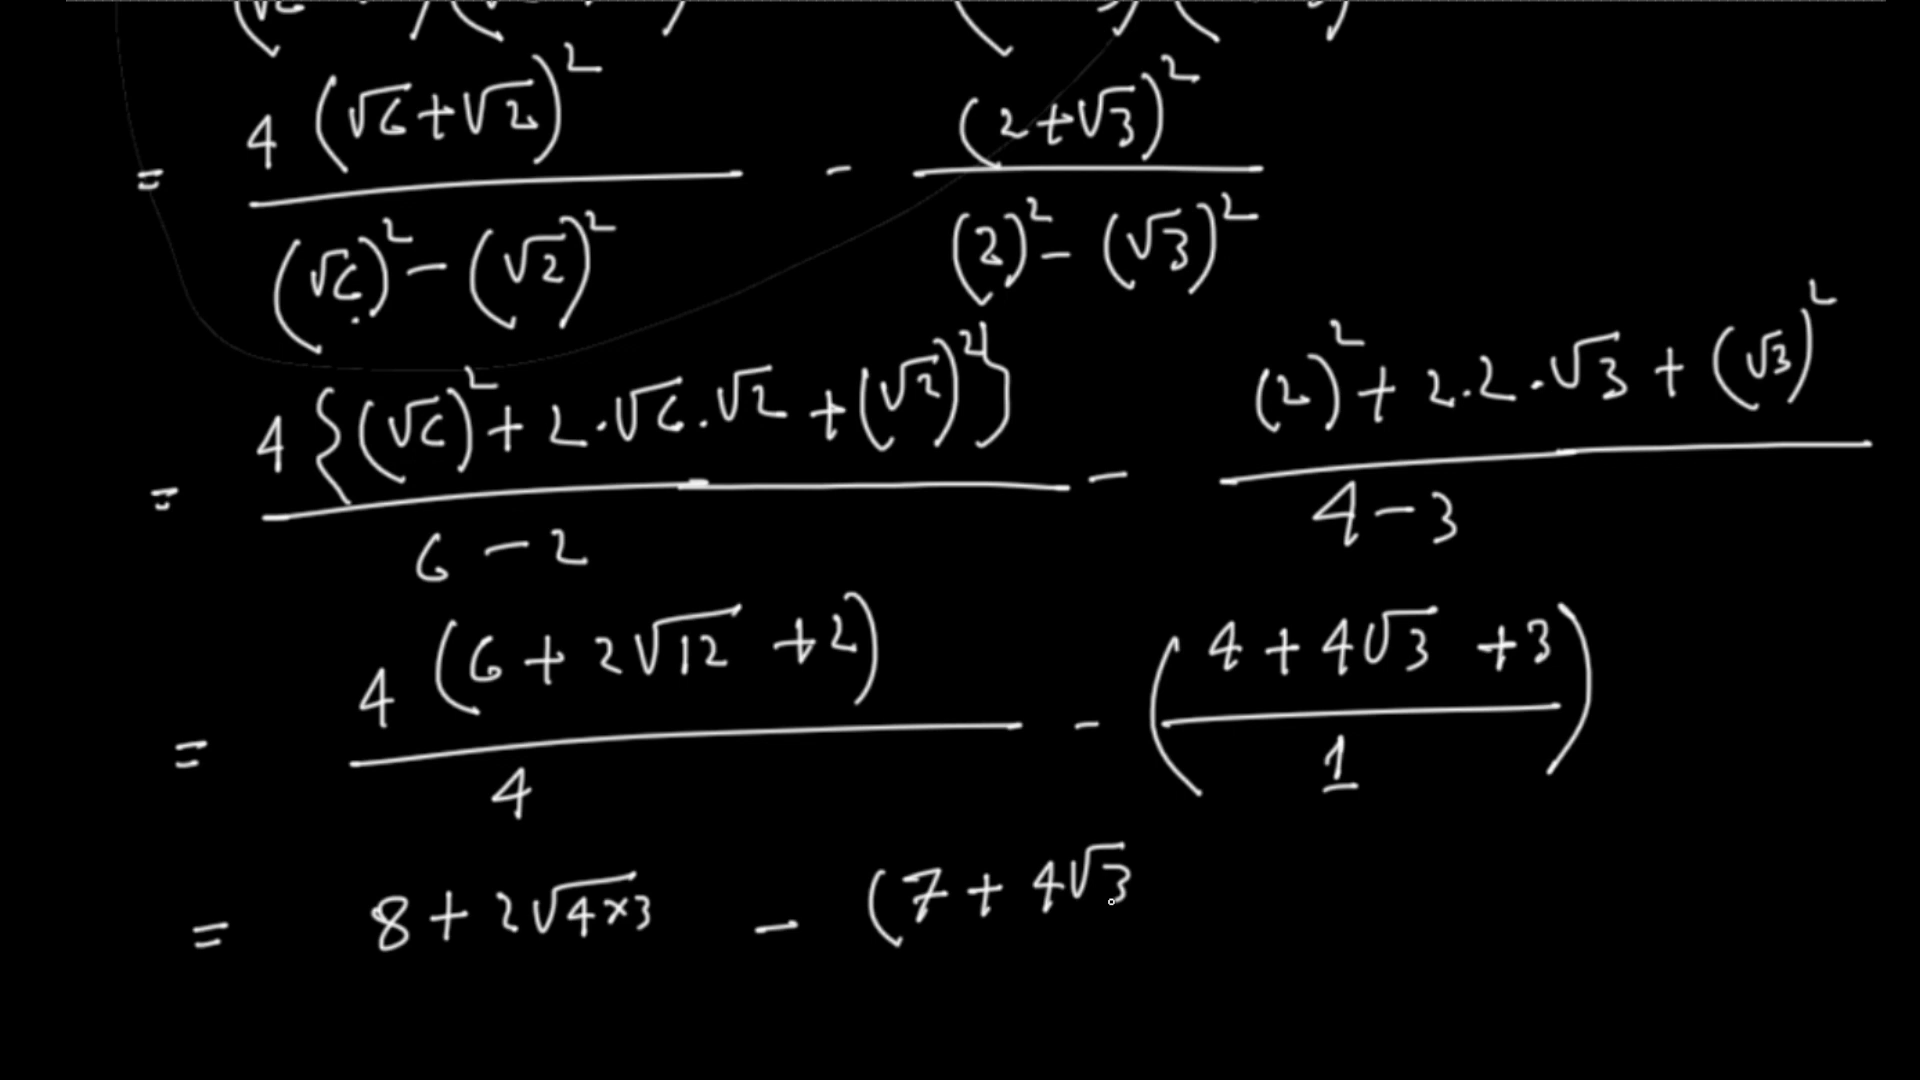 = 4 (√6+√2)² / (√6)² - (√2)² - (2+√3)² / (2)² - (√3)²
= 4 {(√6)² + 2.√6.√2 + (√2)²} / 6 - 2 - (2)² + 2.2.√3 + (√3)² / 4 - 3
= 4 (6 + 2√12 + 2) / 4 - (4 + 4√3 + 3 / 1)
= 8 + 2√4×3 - (7 + 4√3